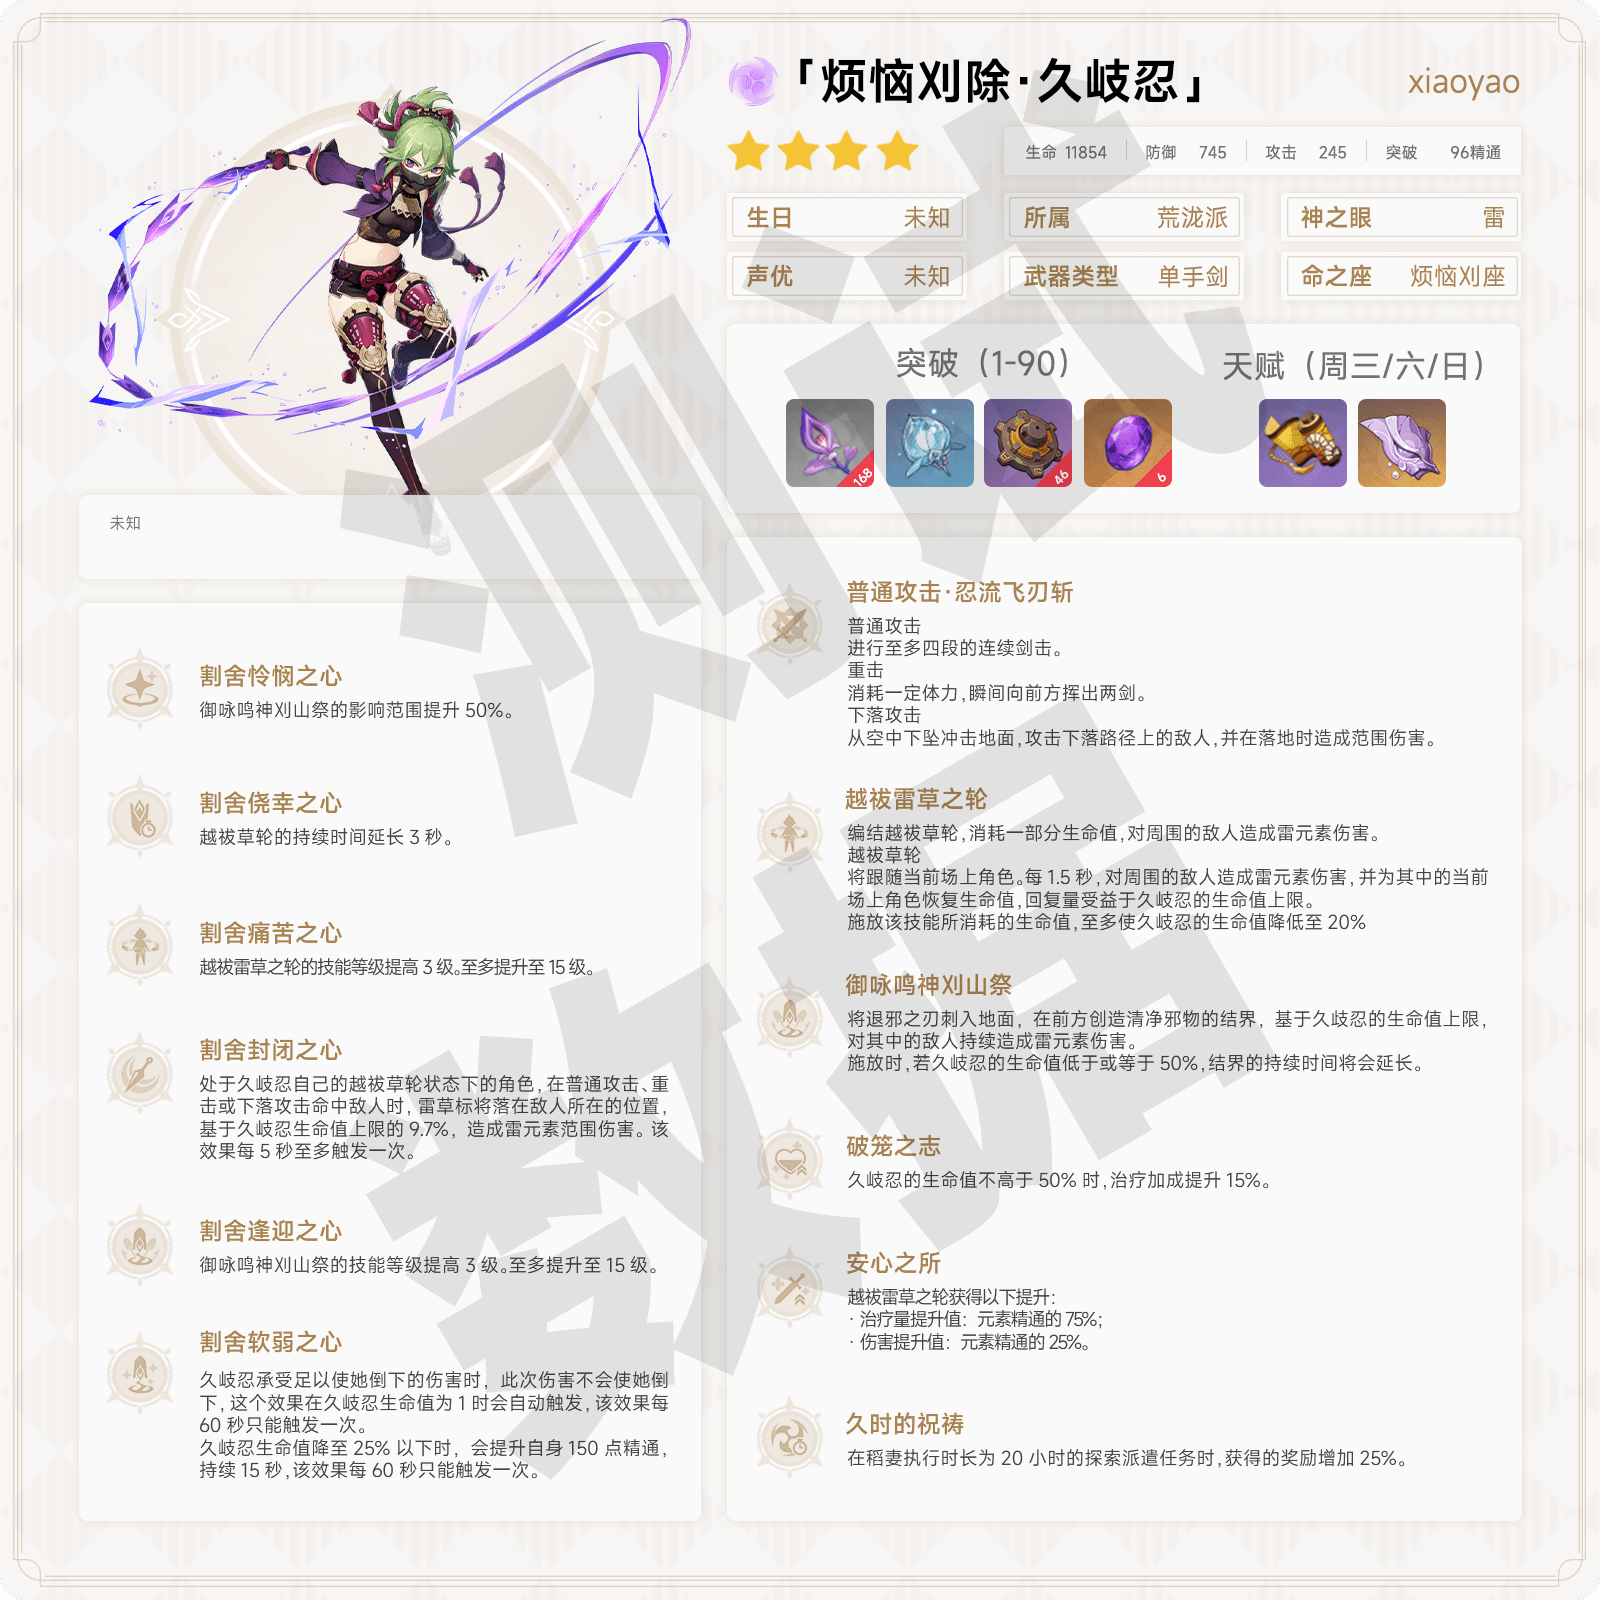 「烦恼刈除·久岐忍」
xiaoyao
生命 11854 防御 745 攻击 245 突破 96精通
生日 未知 所属 荒泷派 神之眼 雷
声优 未知 武器类型 单手剑 命之座 烦恼刈座
突破（1-90） 天赋（周三/六/日）
168 46 6
未知
割舍怜悯之心
御咏鸣神刈山祭的影响范围提升 50%。
割舍侥幸之心
越祓草轮的持续时间延长 3 秒。
割舍痛苦之心
越祓雷草之轮的技能等级提高 3 级。至多提升至 15 级。
割舍封闭之心
处于久岐忍自己的越祓草轮状态下的角色，在普通攻击、重
击或下落攻击命中敌人时，雷草标将落在敌人所在的位置，
基于久岐忍生命值上限的 9.7%，造成雷元素范围伤害。该
效果每 5 秒至多触发一次。
割舍逢迎之心
御咏鸣神刈山祭的技能等级提高 3 级。至多提升至 15 级。
割舍软弱之心
久岐忍承受足以使她倒下的伤害时，此次伤害不会使她倒
下，这个效果在久岐忍生命值为 1 时会自动触发，该效果每
60 秒只能触发一次。
久岐忍生命值降至 25% 以下时，会提升自身 150 点精通，
持续 15 秒，该效果每 60 秒只能触发一次。
普通攻击·忍流飞刃斩
普通攻击
进行至多四段的连续剑击。
重击
消耗一定体力，瞬间向前方挥出两剑。
下落攻击
从空中下坠冲击地面，攻击下落路径上的敌人，并在落地时造成范围伤害。
越祓雷草之轮
编结越祓草轮，消耗一部分生命值，对周围的敌人造成雷元素伤害。
越祓草轮
将跟随当前场上角色。每 1.5 秒，对周围的敌人造成雷元素伤害，并为其中的当前
场上角色恢复生命值，回复量受益于久岐忍的生命值上限。
施放该技能所消耗的生命值，至多使久岐忍的生命值降低至 20%
御咏鸣神刈山祭
将退邪之刃刺入地面，在前方创造清净邪物的结界，基于久岐忍的生命值上限，
对其中的敌人持续造成雷元素伤害。
施放时，若久岐忍的生命值低于或等于 50%，结界的持续时间将会延长。
破笼之志
久岐忍的生命值不高于 50% 时，治疗加成提升 15%。
安心之所
越祓雷草之轮获得以下提升：
· 治疗量提升值：元素精通的 75%；
· 伤害提升值：元素精通的 25%。
久时的祝祷
在稻妻执行时长为 20 小时的探索派遣任务时，获得的奖励增加 25%。
测试
数据